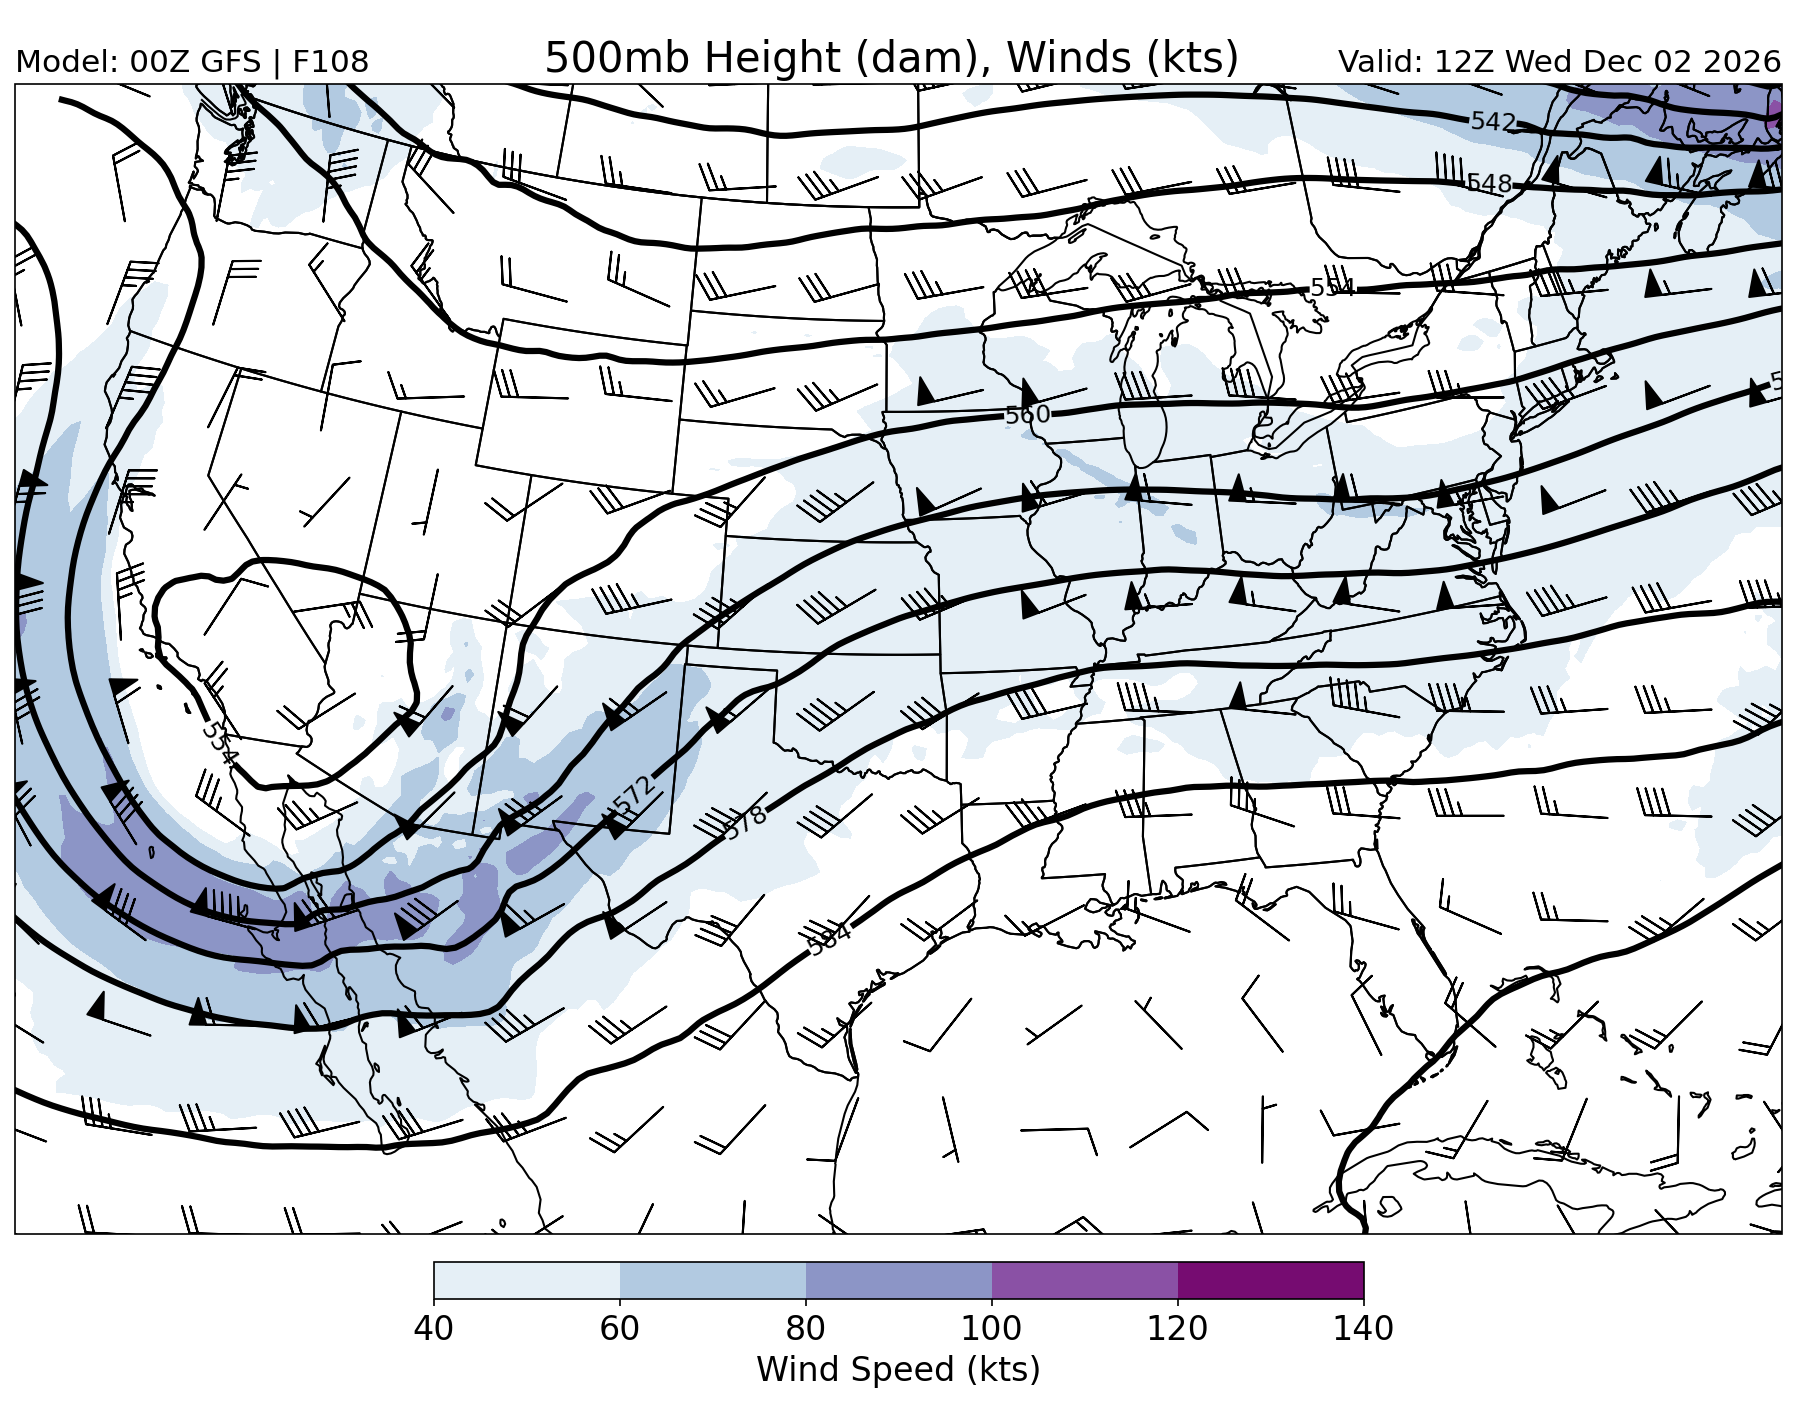 500mb Height (dam), Winds (kts)
Model: 00Z GFS | F108
Valid: 12Z Wed Dec 02 2026
542
548
554
560
554
572
578
584
40 60 80 100 120 140
Wind Speed (kts)